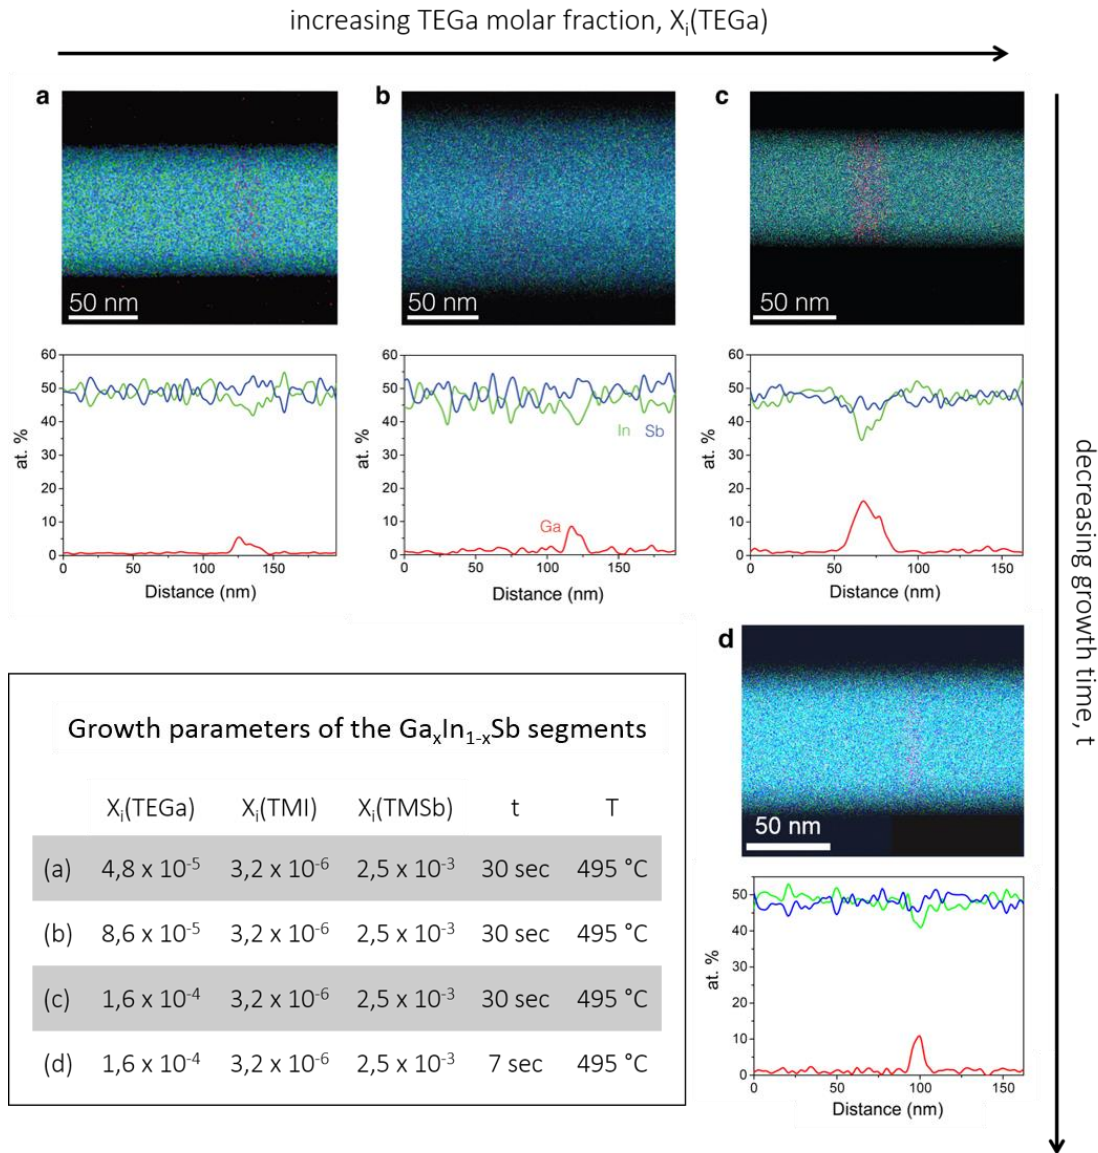 increasing TEGa molar fraction, Xᵢ(TEGa)
a
50 nm
60
50
40
30
20
10
0
at. %
0 50 100 150
Distance (nm)
b
50 nm
60
50
40
30
20
10
0
at. %
In Sb
Ga
0 50 100 150
Distance (nm)
c
50 nm
60
50
40
30
20
10
0
at. %
0 50 100 150
Distance (nm)
decreasing growth time, t
d
50 nm
50
40
30
20
10
0
at. %
0 50 100 150
Distance (nm)
Growth parameters of the GaₓIn₁₋ₓSb segments
Xᵢ(TEGa) Xᵢ(TMI) Xᵢ(TMSb) t T
(a) 4,8 x 10⁻⁵ 3,2 x 10⁻⁶ 2,5 x 10⁻³ 30 sec 495 °C
(b) 8,6 x 10⁻⁵ 3,2 x 10⁻⁶ 2,5 x 10⁻³ 30 sec 495 °C
(c) 1,6 x 10⁻⁴ 3,2 x 10⁻⁶ 2,5 x 10⁻³ 30 sec 495 °C
(d) 1,6 x 10⁻⁴ 3,2 x 10⁻⁶ 2,5 x 10⁻³ 7 sec 495 °C